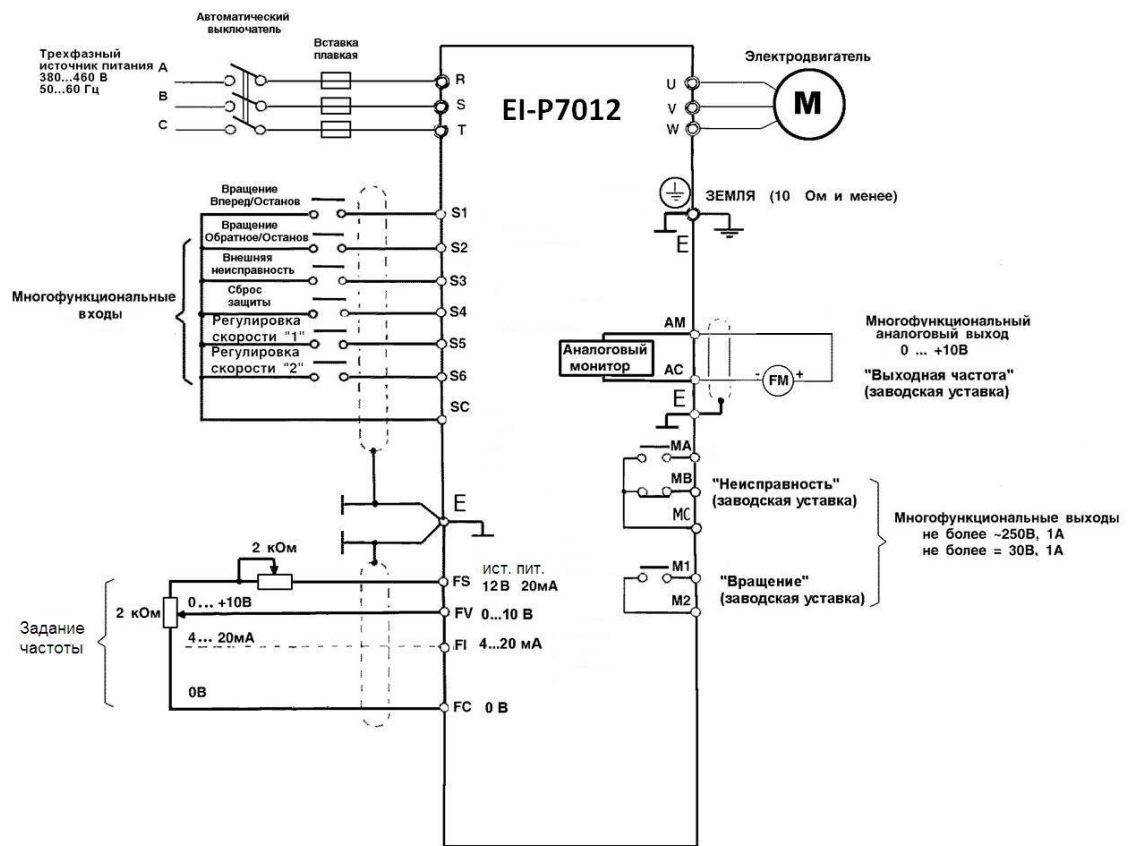 Автоматический
выключатель
Вставка
плавкая
Трехфазный
источник питания
380...460 В
50...60 Гц
A
B
C
R
S
T
EI-P7012
U
V
W
Электродвигатель
M
ЗЕМЛЯ (10 Ом и менее)
E
Вращение
Вперед/Останов
S1
Вращение
Обратное/Останов
S2
Внешняя
неисправность
S3
Сброс
защиты
S4
Регулировка
скорости "1"
S5
Регулировка
скорости "2"
S6
SC
Многофункциональные
входы
AM
Аналоговый
монитор
AC
E
- FM +
Многофункциональный
аналоговый выход
0 ... +10В
"Выходная частота"
(заводская уставка)
MA
MB
MC
"Неисправность"
(заводская уставка)
M1
M2
"Вращение"
(заводская уставка)
Многофункциональные выходы
не более ~250В, 1А
не более = 30В, 1А
E
2 кОм
FS
ИСТ. ПИТ.
12В 20мА
2 кОм
0... +10В
FV 0...10 В
4... 20мА
FI 4...20 мА
0В
FC 0 В
Задание
частоты